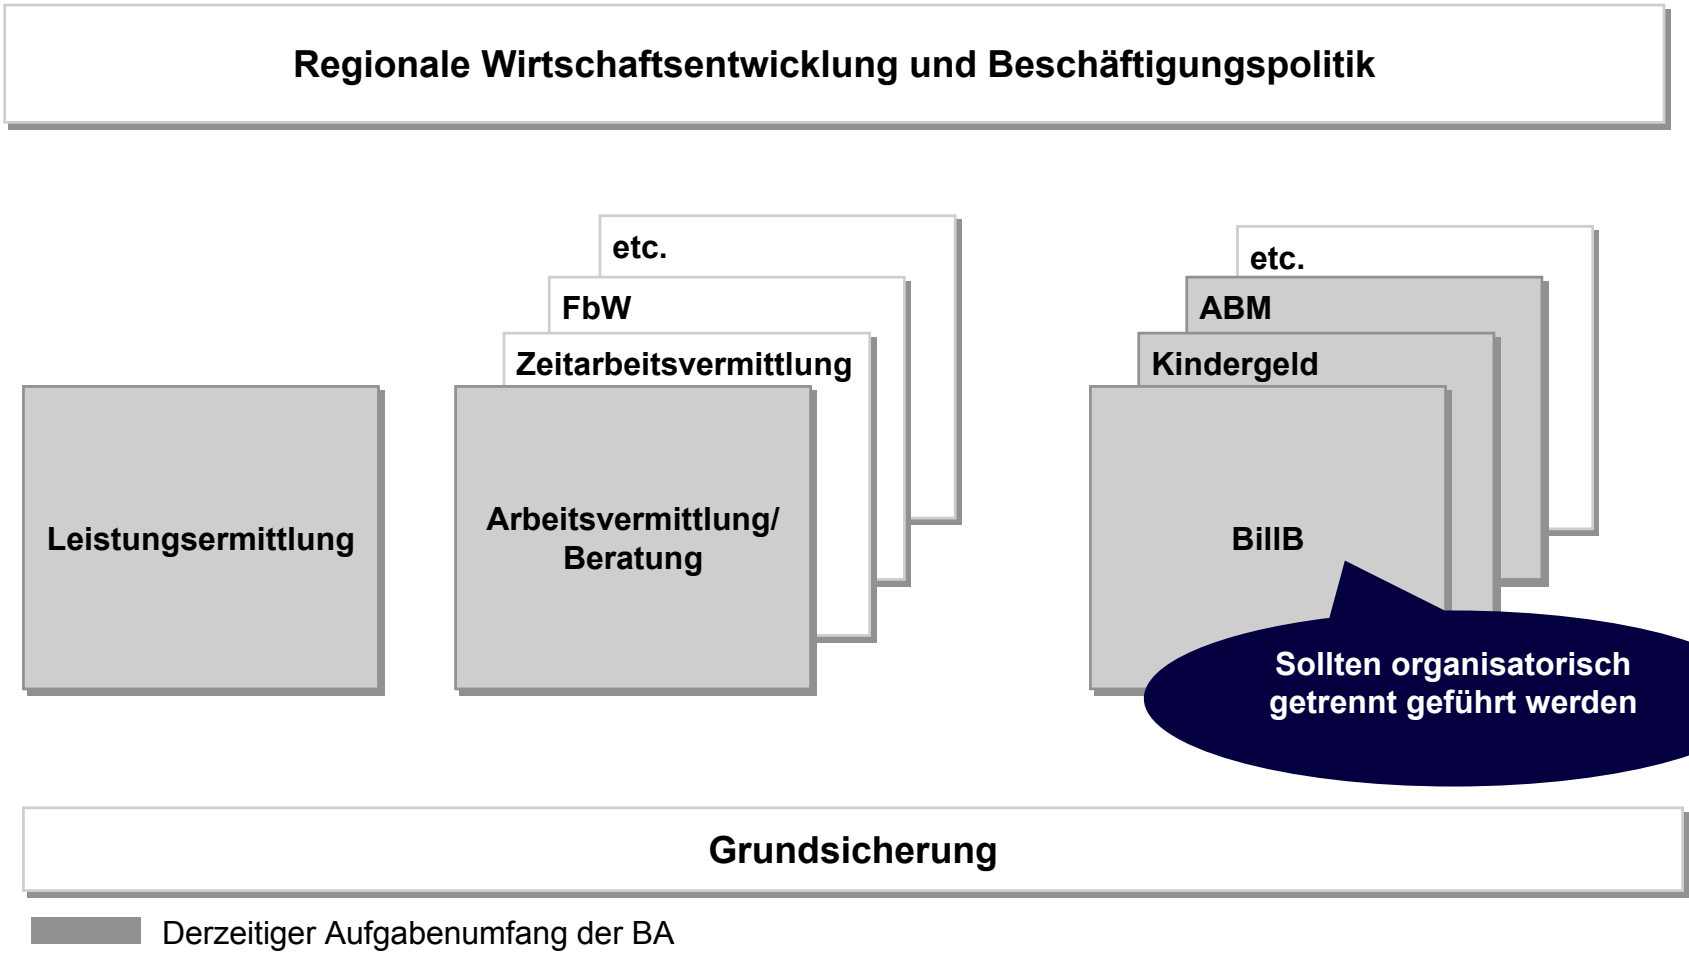 Regionale Wirtschaftsentwicklung und Beschäftigungspolitik
etc.
FbW
Zeitarbeitsvermittlung
Leistungsermittlung
Arbeitsvermittlung/
Beratung
etc.
ABM
Kindergeld
BillB
Sollten organisatorisch
getrennt geführt werden
Grundsicherung
Derzeitiger Aufgabenumfang der BA